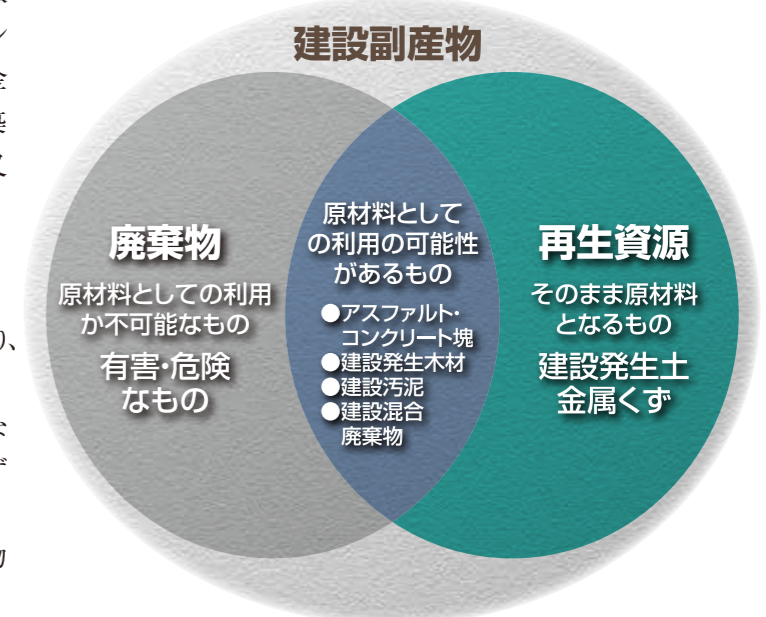 建設副産物
廃棄物
原材料としての利用
か不可能なもの
有害・危険
なもの
原材料として
の利用の可能性
があるもの
●アスファルト・
コンクリート塊
●建設発生木材
●建設汚泥
●建設混合
廃棄物
再生資源
そのまま原材料
となるもの
建設発生土
金属くず